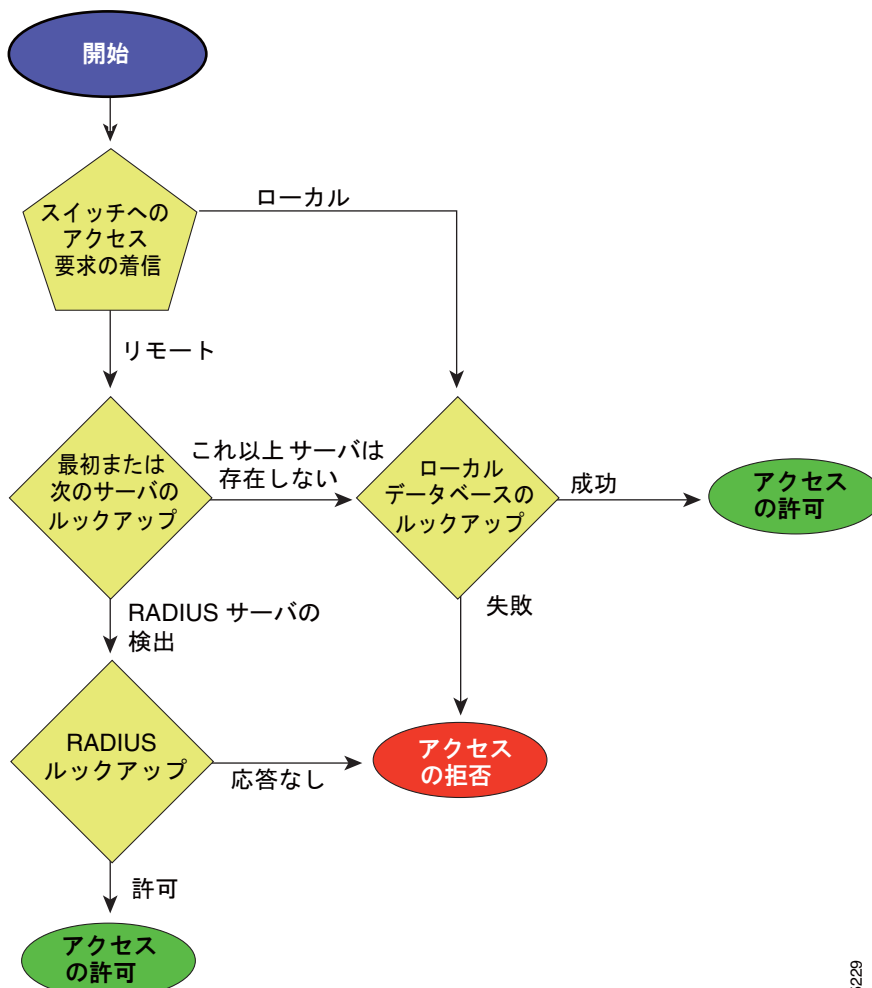 開始
スイッチへの
アクセス
要求の着信
ローカル
リモート
最初または
次のサーバの
ルックアップ
これ以上 サーバは
存在しない
ローカル
データベースの
ルックアップ
成功
アクセス
の許可
RADIUS サーバの
検出
失敗
RADIUS
ルックアップ
応答なし
アクセス
の拒否
許可
アクセス
の許可